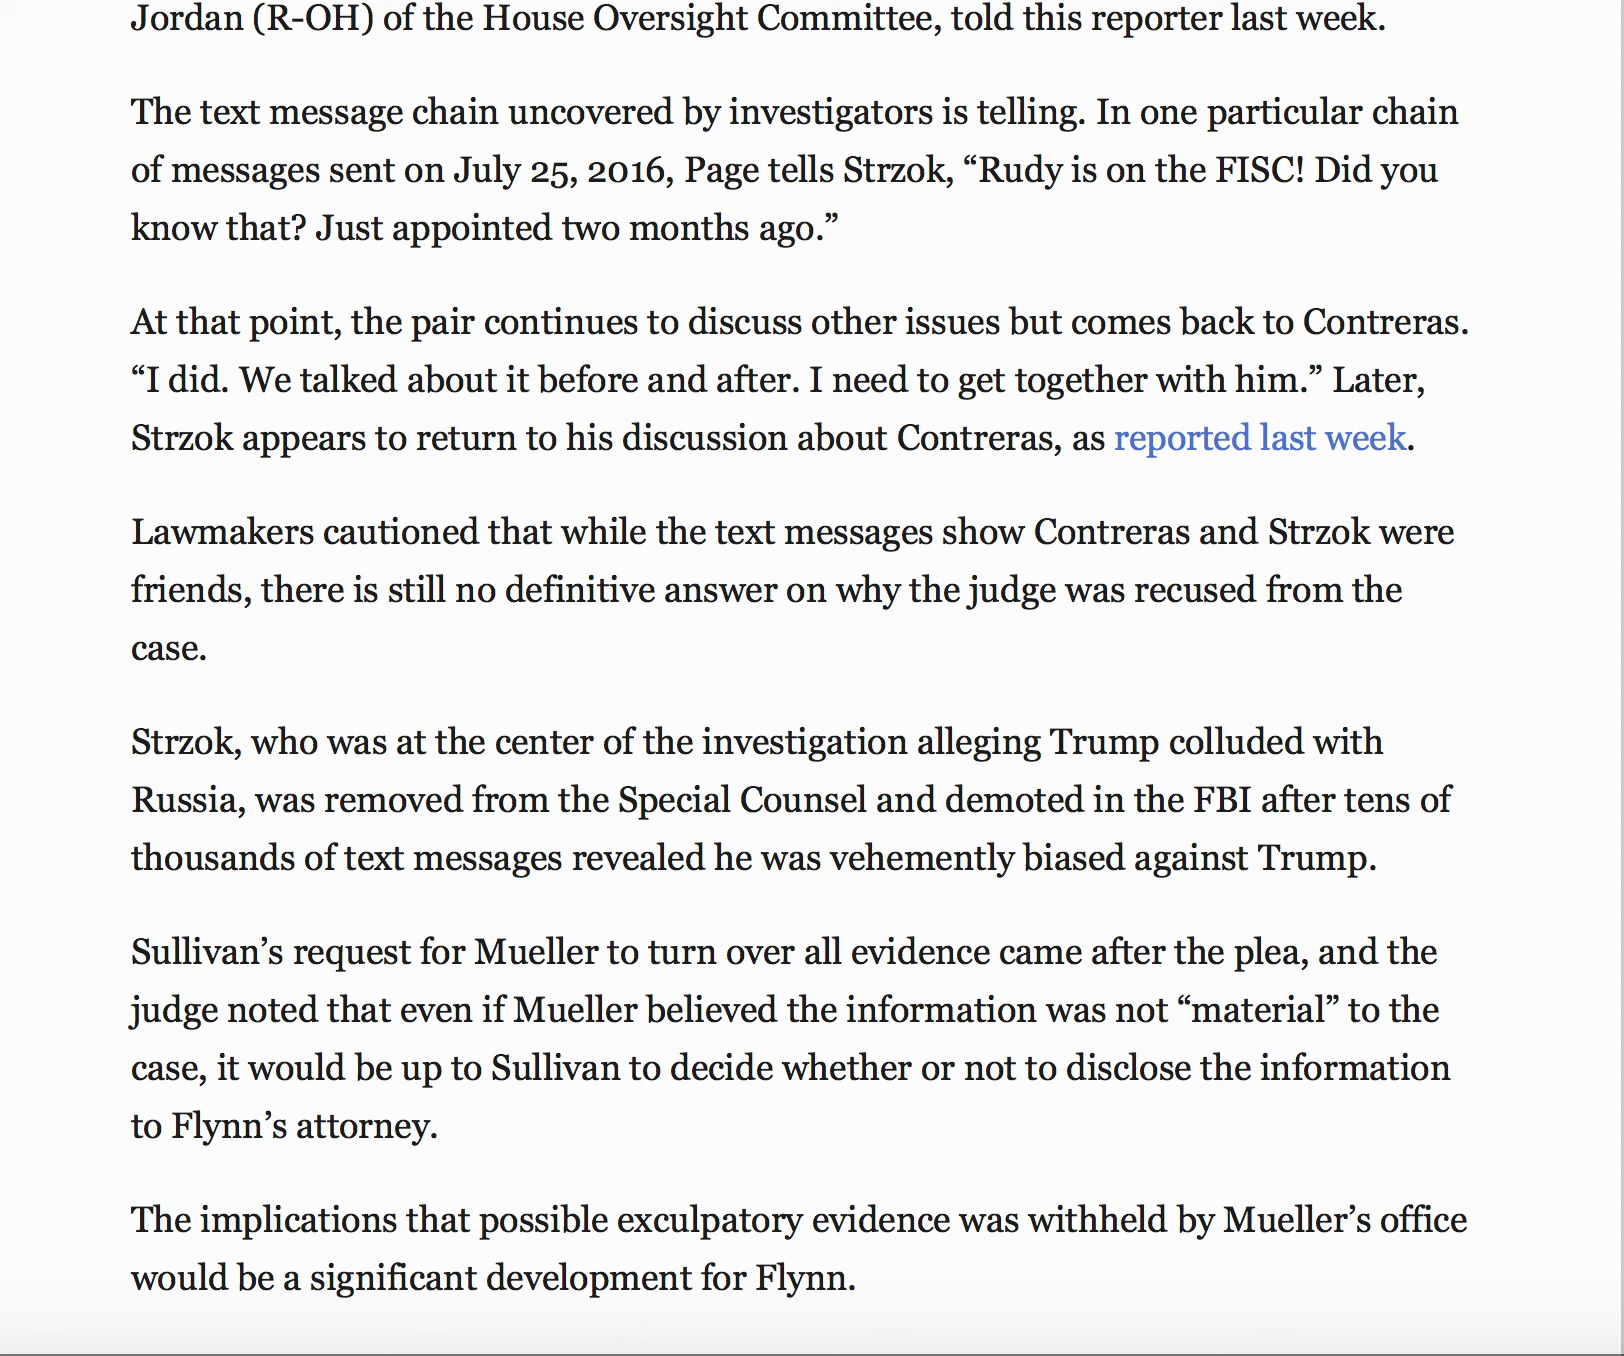 Jordan (R-OH) of the House Oversight Committee, told this reporter last week.
The text message chain uncovered by investigators is telling. In one particular chain
of messages sent on July 25, 2016, Page tells Strzok, “Rudy is on the FISC! Did you
know that? Just appointed two months ago.”
At that point, the pair continues to discuss other issues but comes back to Contreras.
“I did. We talked about it before and after. I need to get together with him.” Later,
Strzok appears to return to his discussion about Contreras, as reported last week.
Lawmakers cautioned that while the text messages show Contreras and Strzok were
friends, there is still no definitive answer on why the judge was recused from the
case.
Strzok, who was at the center of the investigation alleging Trump colluded with
Russia, was removed from the Special Counsel and demoted in the FBI after tens of
thousands of text messages revealed he was vehemently biased against Trump.
Sullivan’s request for Mueller to turn over all evidence came after the plea, and the
judge noted that even if Mueller believed the information was not “material” to the
case, it would be up to Sullivan to decide whether or not to disclose the information
to Flynn’s attorney.
The implications that possible exculpatory evidence was withheld by Mueller’s office
would be a significant development for Flynn.